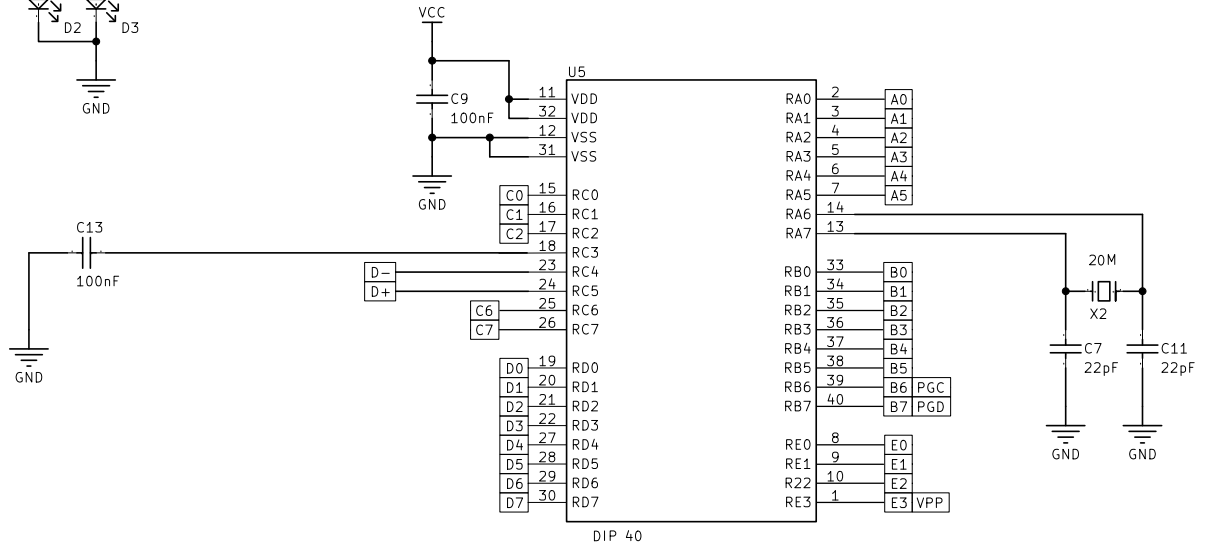 D2 D3
GND
VCC
C9
100nF
GND
U5
11 VDD
32 VDD
12 VSS
31 VSS
C0 15 RC0
C1 16 RC1
C2 17 RC2
18 RC3
D- 23 RC4
D+ 24 RC5
C6 25 RC6
C7 26 RC7
D0 19 RD0
D1 20 RD1
D2 21 RD2
D3 22 RD3
D4 27 RD4
D5 28 RD5
D6 29 RD6
D7 30 RD7
C13
100nF
GND
RA0 2 A0
RA1 3 A1
RA2 4 A2
RA3 5 A3
RA4 6 A4
RA5 7 A5
RA6 14
RA7 13
RB0 33 B0
RB1 34 B1
RB2 35 B2
RB3 36 B3
RB4 37 B4
RB5 38 B5
RB6 39 B6 PGC
RB7 40 B7 PGD
RE0 8 E0
RE1 9 E1
R22 10 E2
RE3 1 E3 VPP
DIP 40
20M
X2
C7
22pF
C11
22pF
GND GND